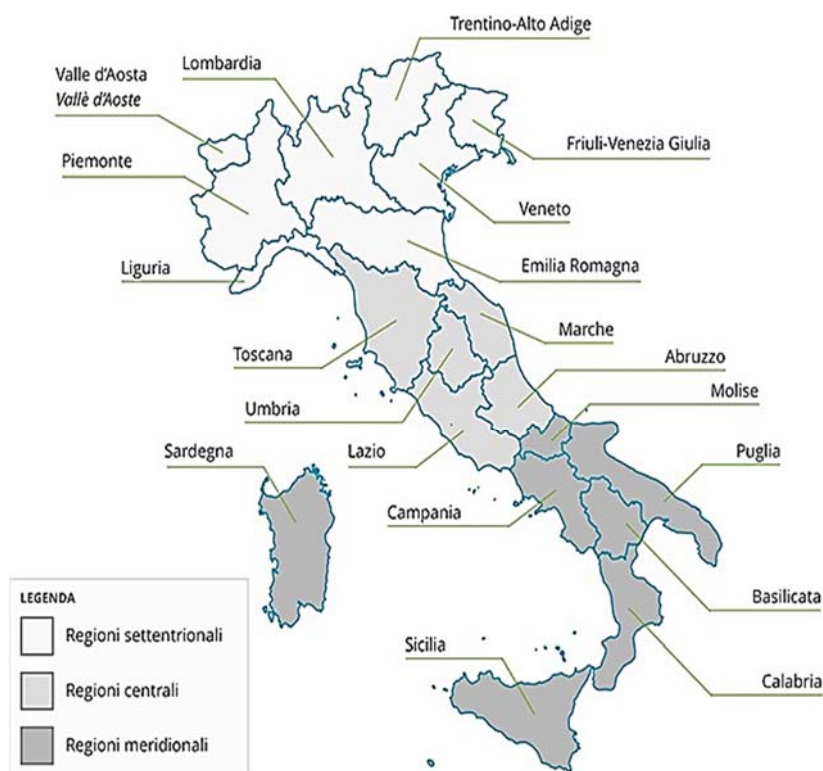 Trentino-Alto Adige
Lombardia
Valle d'Aosta
Vallè d'Aoste
Friuli-Venezia Giulia
Piemonte
Veneto
Emilia Romagna
Liguria
Marche
Toscana
Abruzzo
Molise
Umbria
Sardegna
Lazio
Puglia
Campania
Basilicata
Sicilia
Calabria
LEGENDA
Regioni settentrionali
Regioni centrali
Regioni meridionali